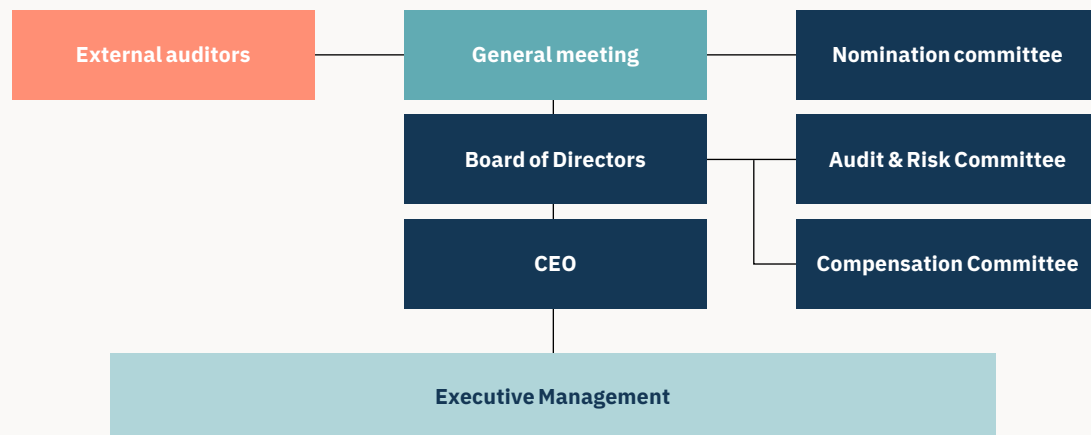 External auditors
General meeting
Nomination committee
Board of Directors
Audit & Risk Committee
CEO
Compensation Committee
Executive Management